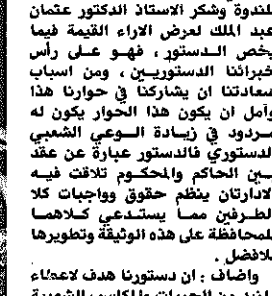 للندوة وشكر الاستاذ الدكتور عثمان
عبد الملك لعرض الاراء القيمة فيما
يخص الدستور ، فهو على رأس
خبرائنا الدستوريين ، ومن اسباب
سعادتنا ان يشاركنا في حوارنا هذا
وآمل ان يكون هذا الحوار يكون له
مردود في زيادة الوعي الشعبي
الدستوري فالدستور عبارة عن عقد
بين الحاكم والمحكوم تلاقت فيه
الادارتان ينظم حقوق وواجبات كلا
الطرفين مما يستدعي كلاهما
للمحافظة على هذه الوثيقة وتطويرها
للافضل .
واضاف : ان دستورنا هدف لاعطاء